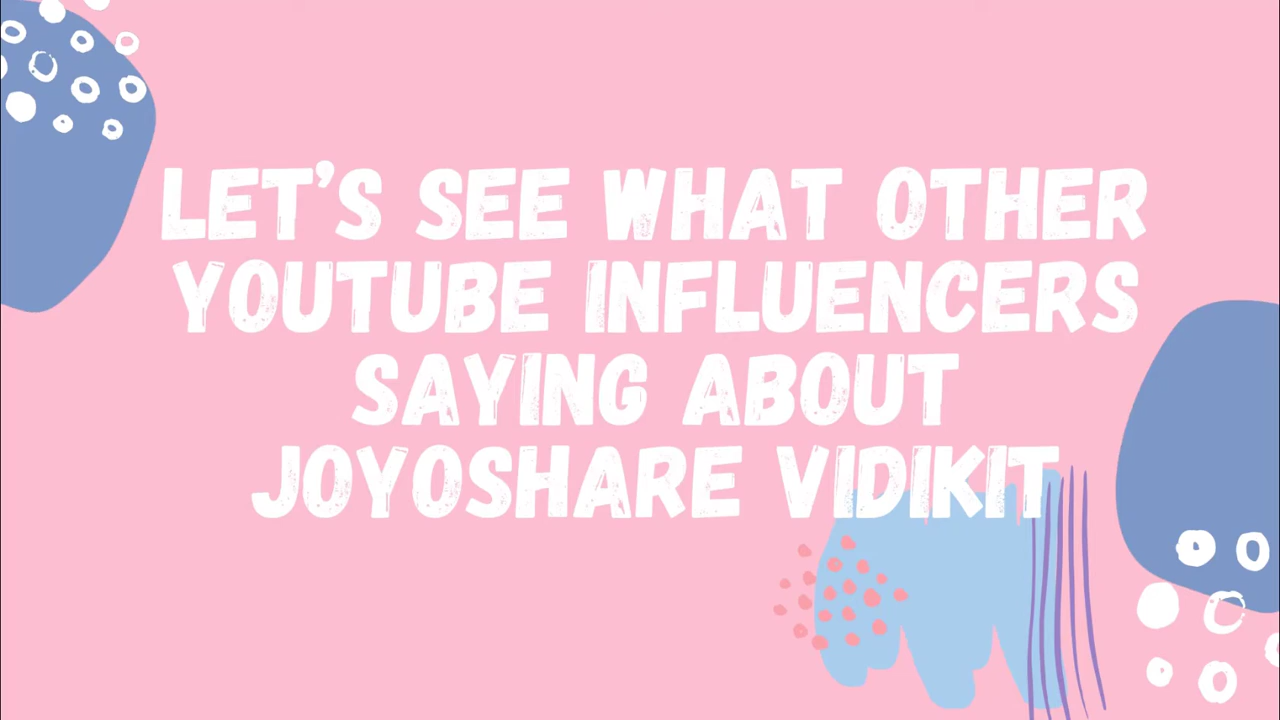 LET'S SEE WHAT OTHER
YOUTUBE INFLUENCERS
SAYING ABOUT
JOYOSHARE VIDIKIT